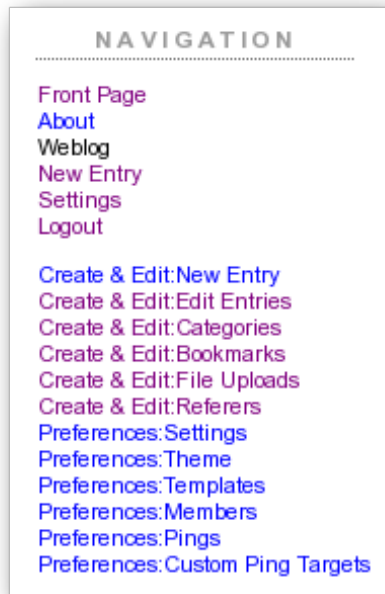 NAVIGATION
Front Page
About
Weblog
New Entry
Settings
Logout
Create & Edit:New Entry
Create & Edit:Edit Entries
Create & Edit:Categories
Create & Edit:Bookmarks
Create & Edit:File Uploads
Create & Edit:Referers
Preferences:Settings
Preferences:Theme
Preferences:Templates
Preferences:Members
Preferences:Pings
Preferences:Custom Ping Targets